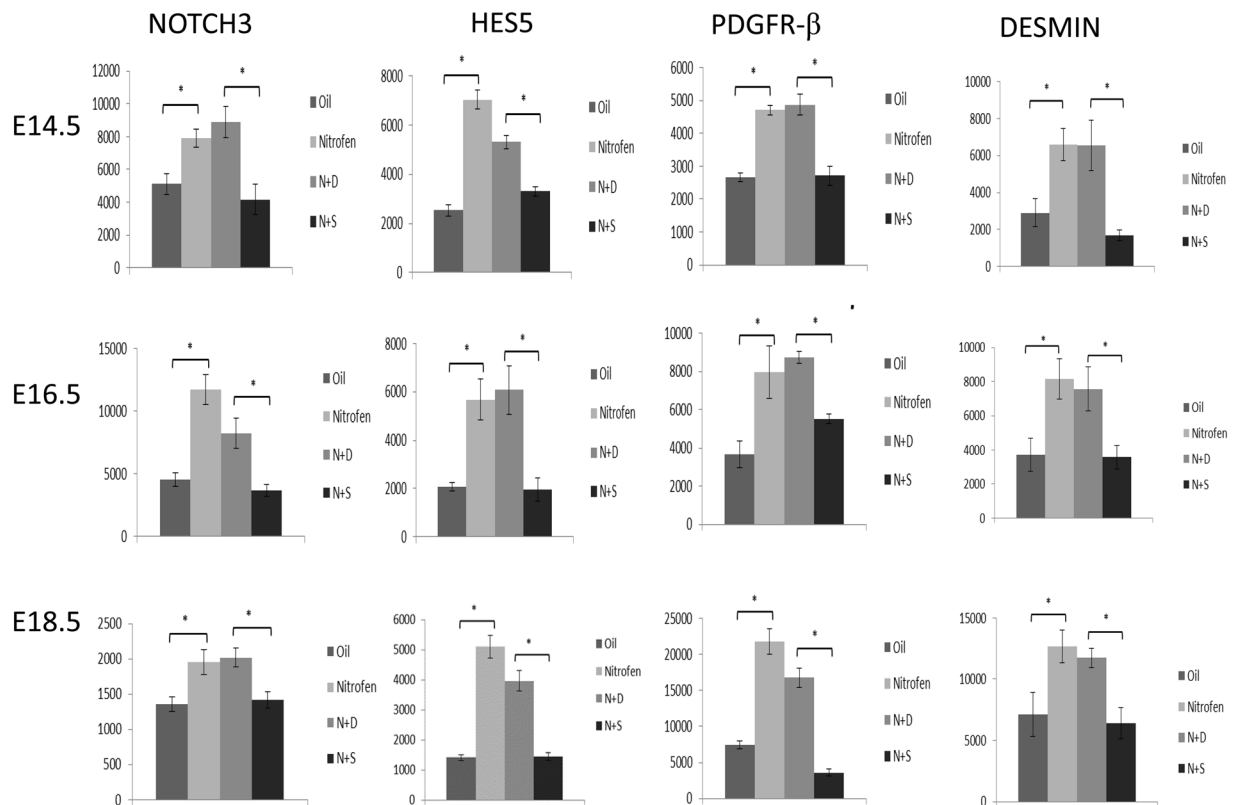 NOTCH3 HES5 PDGFR-β DESMIN
E14.5
12000
10000
8000
6000
4000
2000
0
*
*
Oil
Nitrofen
N+D
N+S
8000
6000
4000
2000
0
*
*
Oil
Nitrofen
N+D
N+S
6000
5000
4000
3000
2000
1000
0
*
*
Oil
Nitrofen
N+D
N+S
10000
8000
6000
4000
2000
0
*
*
Oil
Nitrofen
N+D
N+S
E16.5
15000
10000
5000
0
*
*
Oil
Nitrofen
N+D
N+S
8000
6000
4000
2000
0
*
*
Oil
Nitrofen
N+D
N+S
10000
8000
6000
4000
2000
0
*
*
Oil
Nitrofen
N+D
N+S
10000
8000
6000
4000
2000
0
*
*
Oil
Nitrofen
N+D
N+S
E18.5
2500
2000
1500
1000
500
0
*
*
Oil
Nitrofen
N+D
N+S
6000
5000
4000
3000
2000
1000
0
*
*
Oil
Nitrofen
N+D
N+S
25000
20000
15000
10000
5000
0
*
*
Oil
Nitrofen
N+D
N+S
15000
10000
5000
0
*
*
Oil
Nitrofen
N+D
N+S